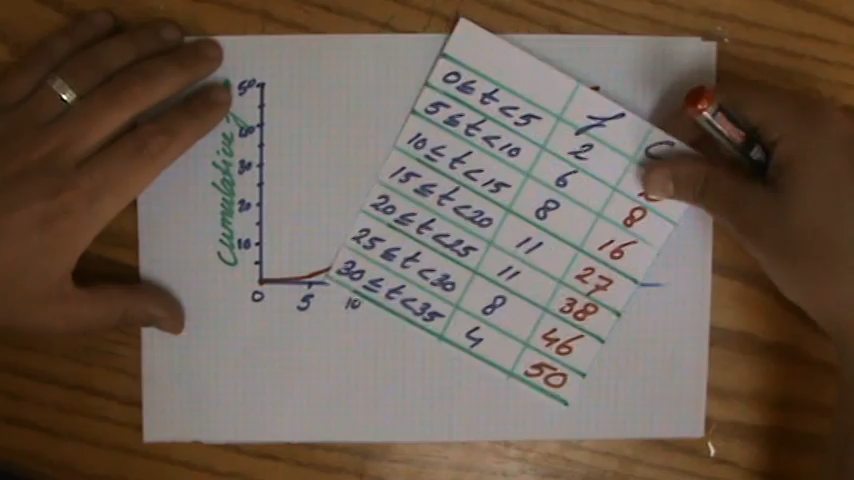 f
0≤t<5 2
5≤t<10 6 8
10≤t<15 8 16
15≤t<20 11 27
20≤t<25 11 38
25≤t<30 8 46
30≤t<35 4 50
Cumulative
50
30
20
10
0 5 10